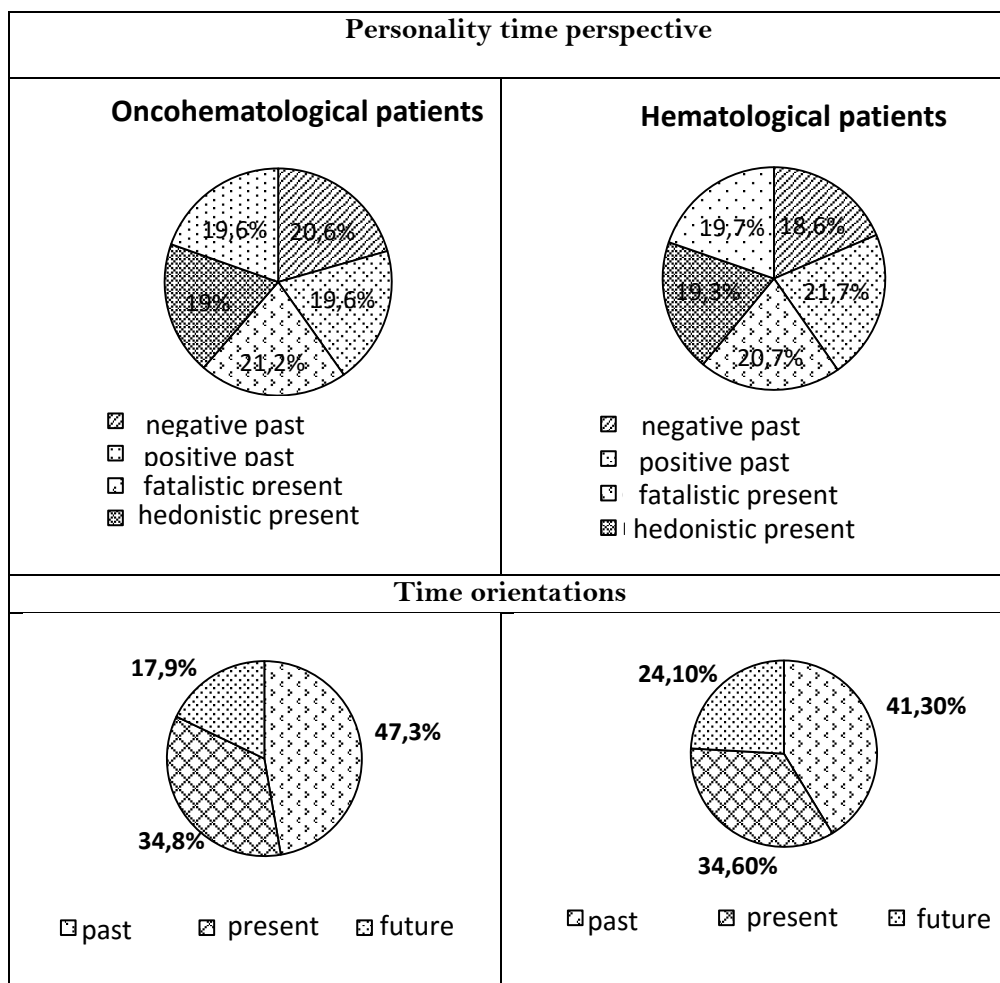 Personality time perspective
Oncohematological patients
19,6%
20,6%
19%
19,6%
21,2%
negative past
positive past
fatalistic present
hedonistic present
Hematological patients
19,7%
18,6%
19,3%
21,7%
20,7%
negative past
positive past
fatalistic present
hedonistic present
Time orientations
17,9%
47,3%
34,8%
past present future
24,10%
41,30%
34,60%
past present future